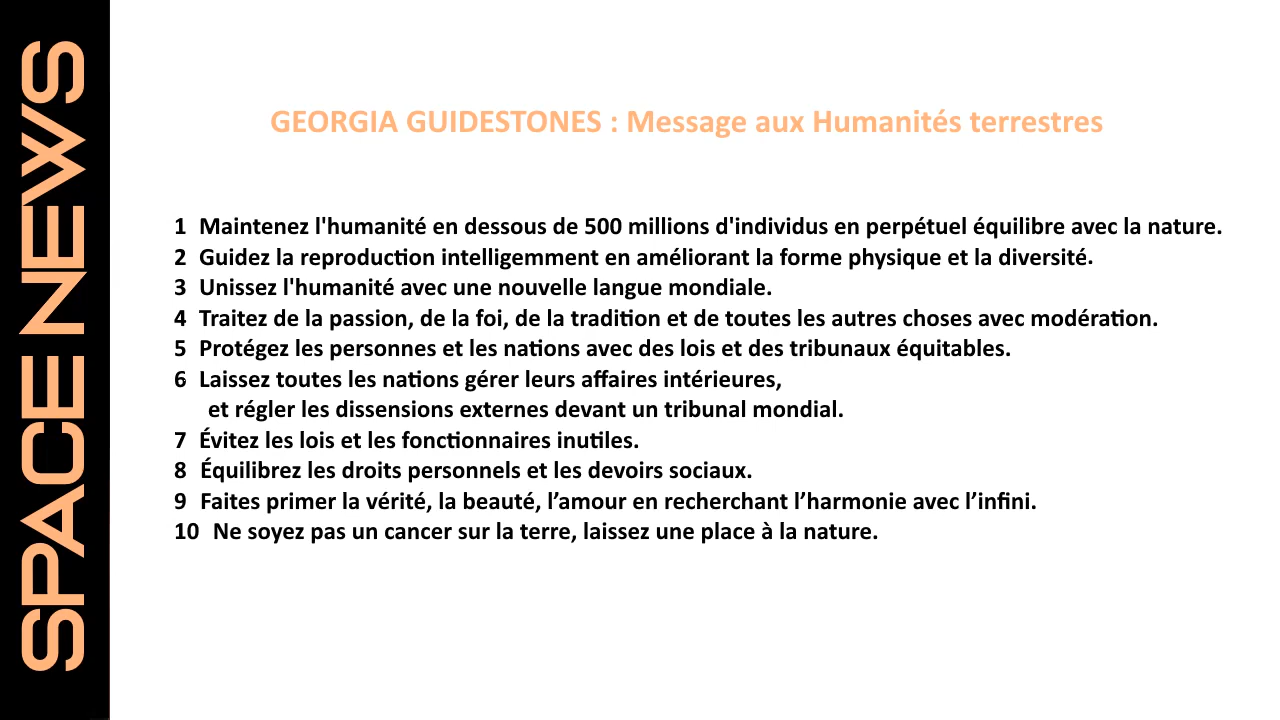 SPACE NEWS
GEORGIA GUIDESTONES : Message aux Humanités terrestres
1 Maintenez l'humanité en dessous de 500 millions d'individus en perpétuel équilibre avec la nature.
2 Guidez la reproduction intelligemment en améliorant la forme physique et la diversité.
3 Unissez l'humanité avec une nouvelle langue mondiale.
4 Traitez de la passion, de la foi, de la tradition et de toutes les autres choses avec modération.
5 Protégez les personnes et les nations avec des lois et des tribunaux équitables.
6 Laissez toutes les nations gérer leurs affaires intérieures,
et régler les dissensions externes devant un tribunal mondial.
7 Évitez les lois et les fonctionnaires inutiles.
8 Équilibrez les droits personnels et les devoirs sociaux.
9 Faites primer la vérité, la beauté, l’amour en recherchant l’harmonie avec l’infini.
10 Ne soyez pas un cancer sur la terre, laissez une place à la nature.